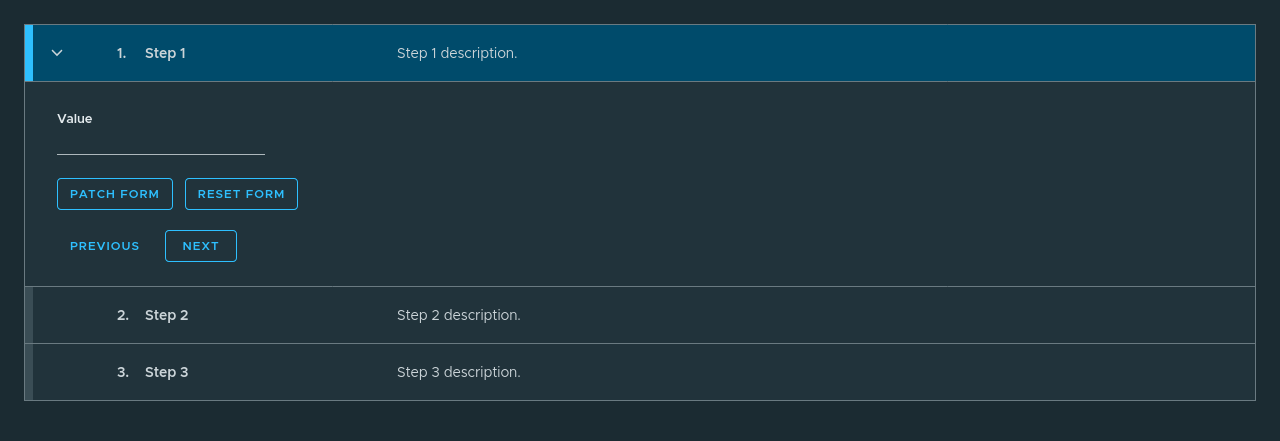 1. Step 1 Step 1 description.
Value
PATCH FORM RESET FORM
PREVIOUS NEXT
2. Step 2 Step 2 description.
3. Step 3 Step 3 description.